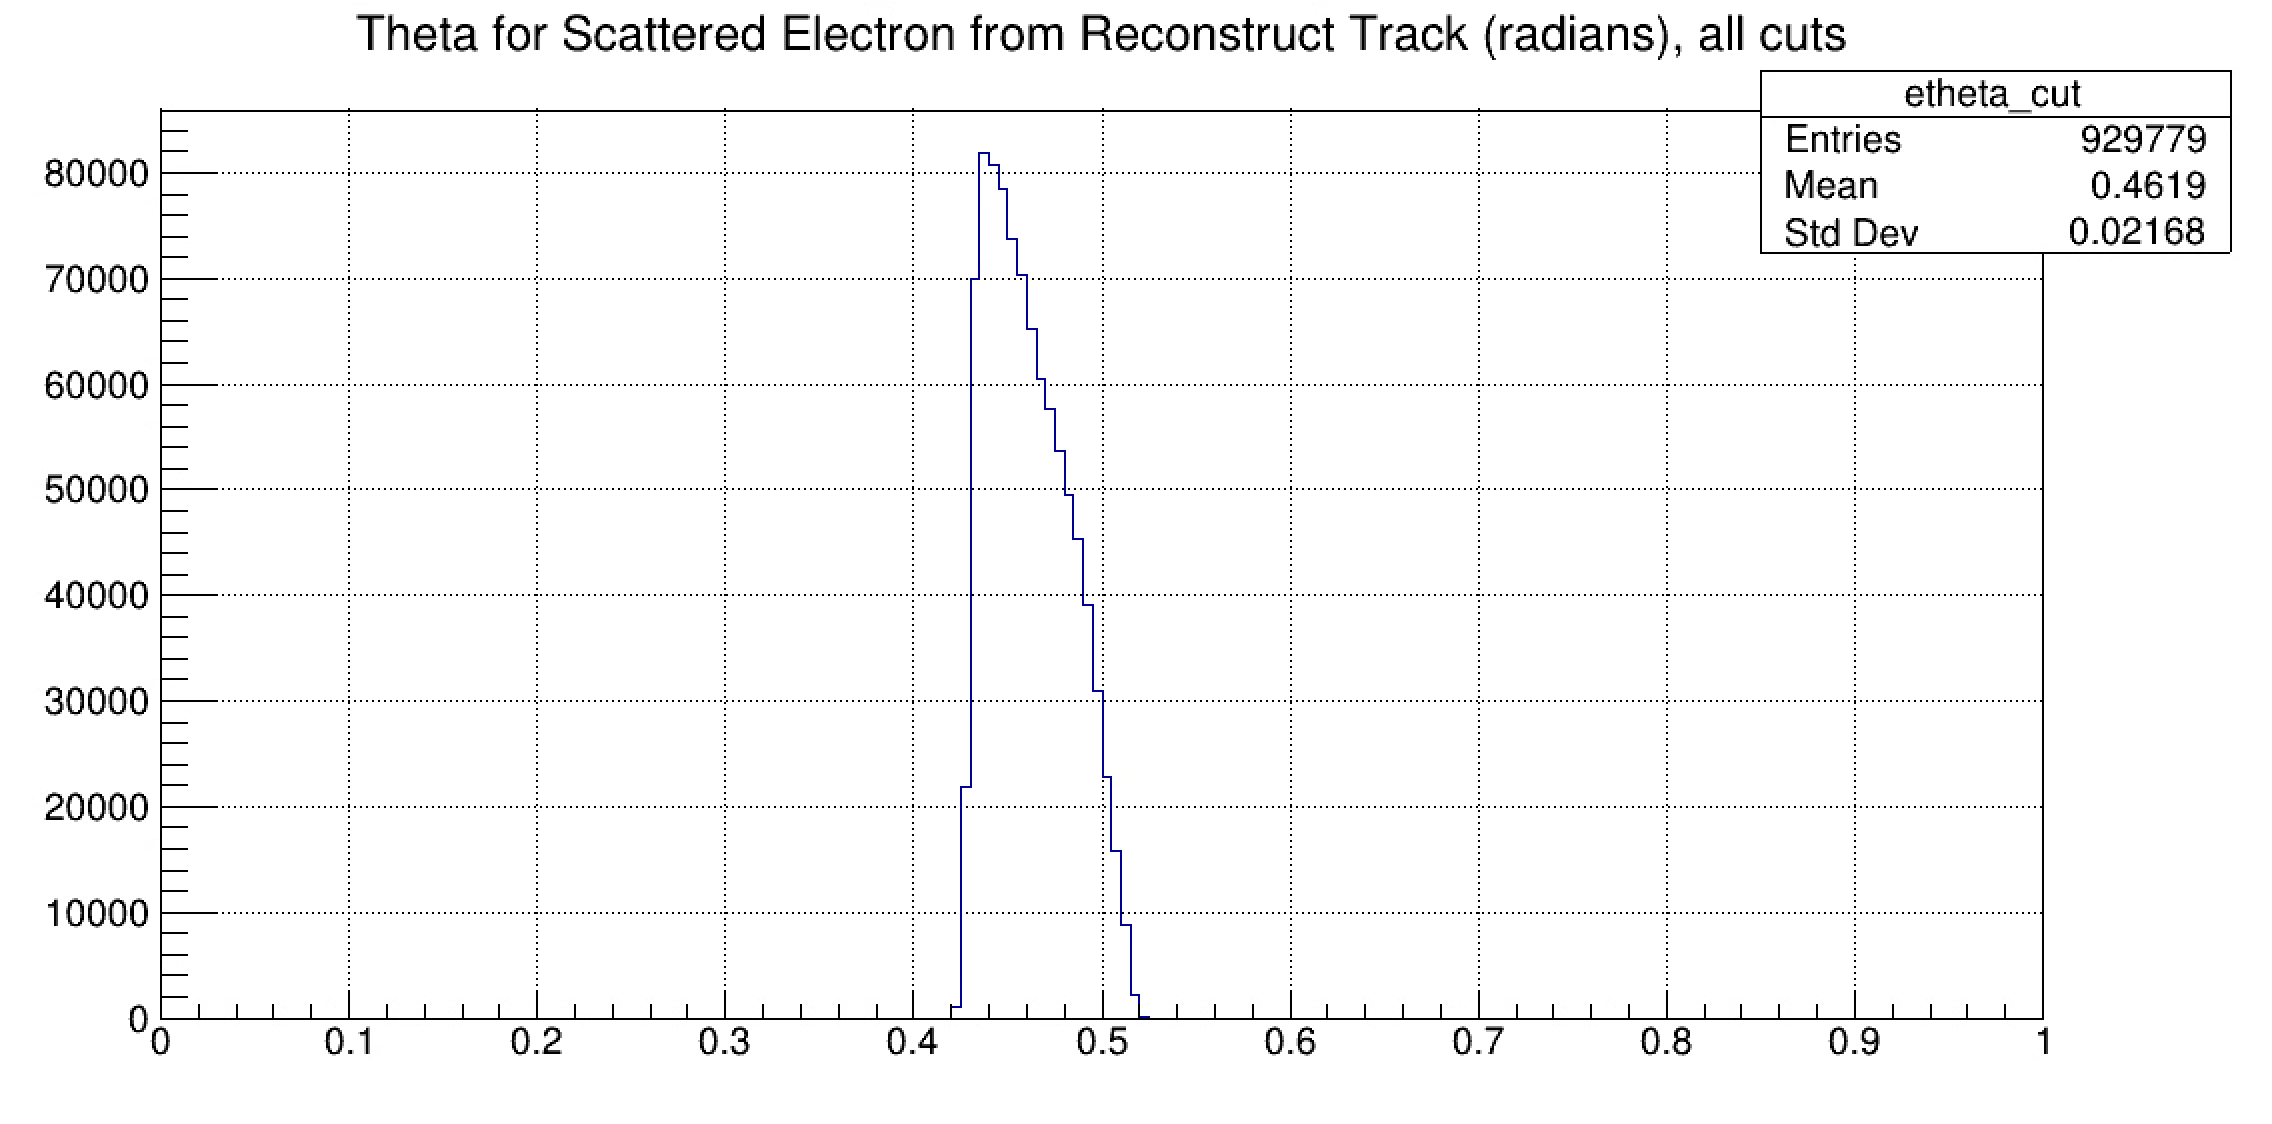 Theta for Scattered Electron from Reconstruct Track (radians), all cuts
etheta_cut
Entries 929779
Mean 0.4619
Std Dev 0.02168
80000
70000
60000
50000
40000
30000
20000
10000
0
0 0.1 0.2 0.3 0.4 0.5 0.6 0.7 0.8 0.9 1